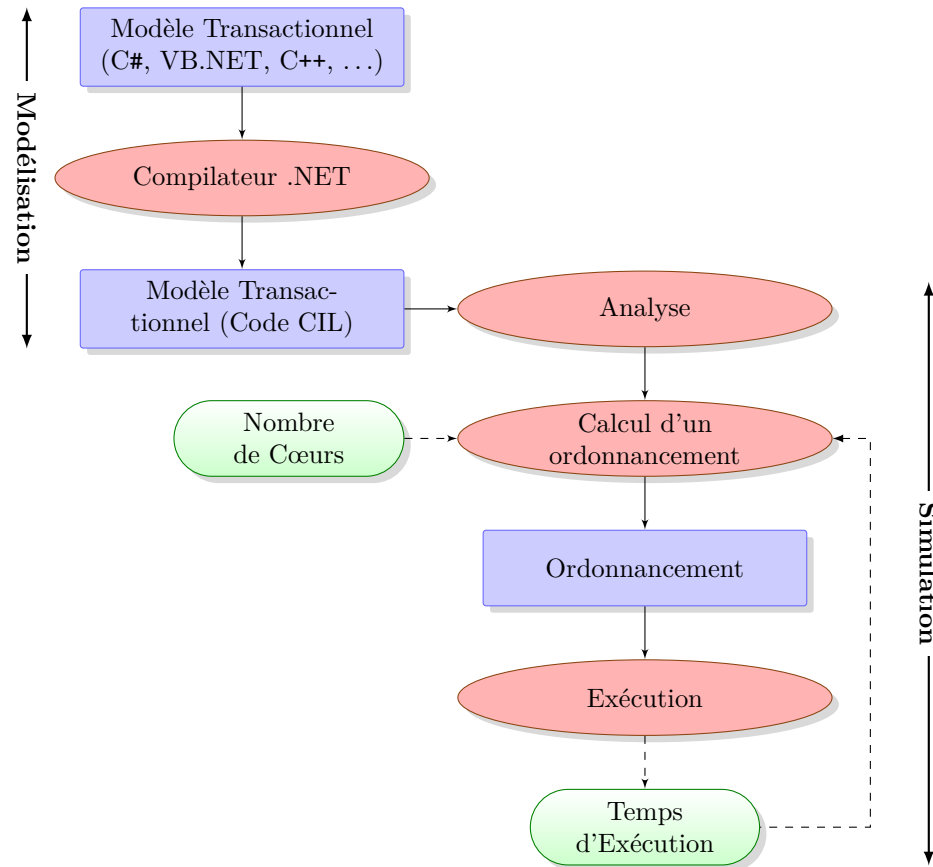 Modèle Transactionnel
(C#, VB.NET, C++, . . .)
Modélisation
Compilateur .NET
Modèle Transac-
tionnel (Code CIL)
Analyse
Nombre
de Cœurs
Calcul d'un
ordonnancement
Simulation
Ordonnancement
Exécution
Temps
d'Exécution